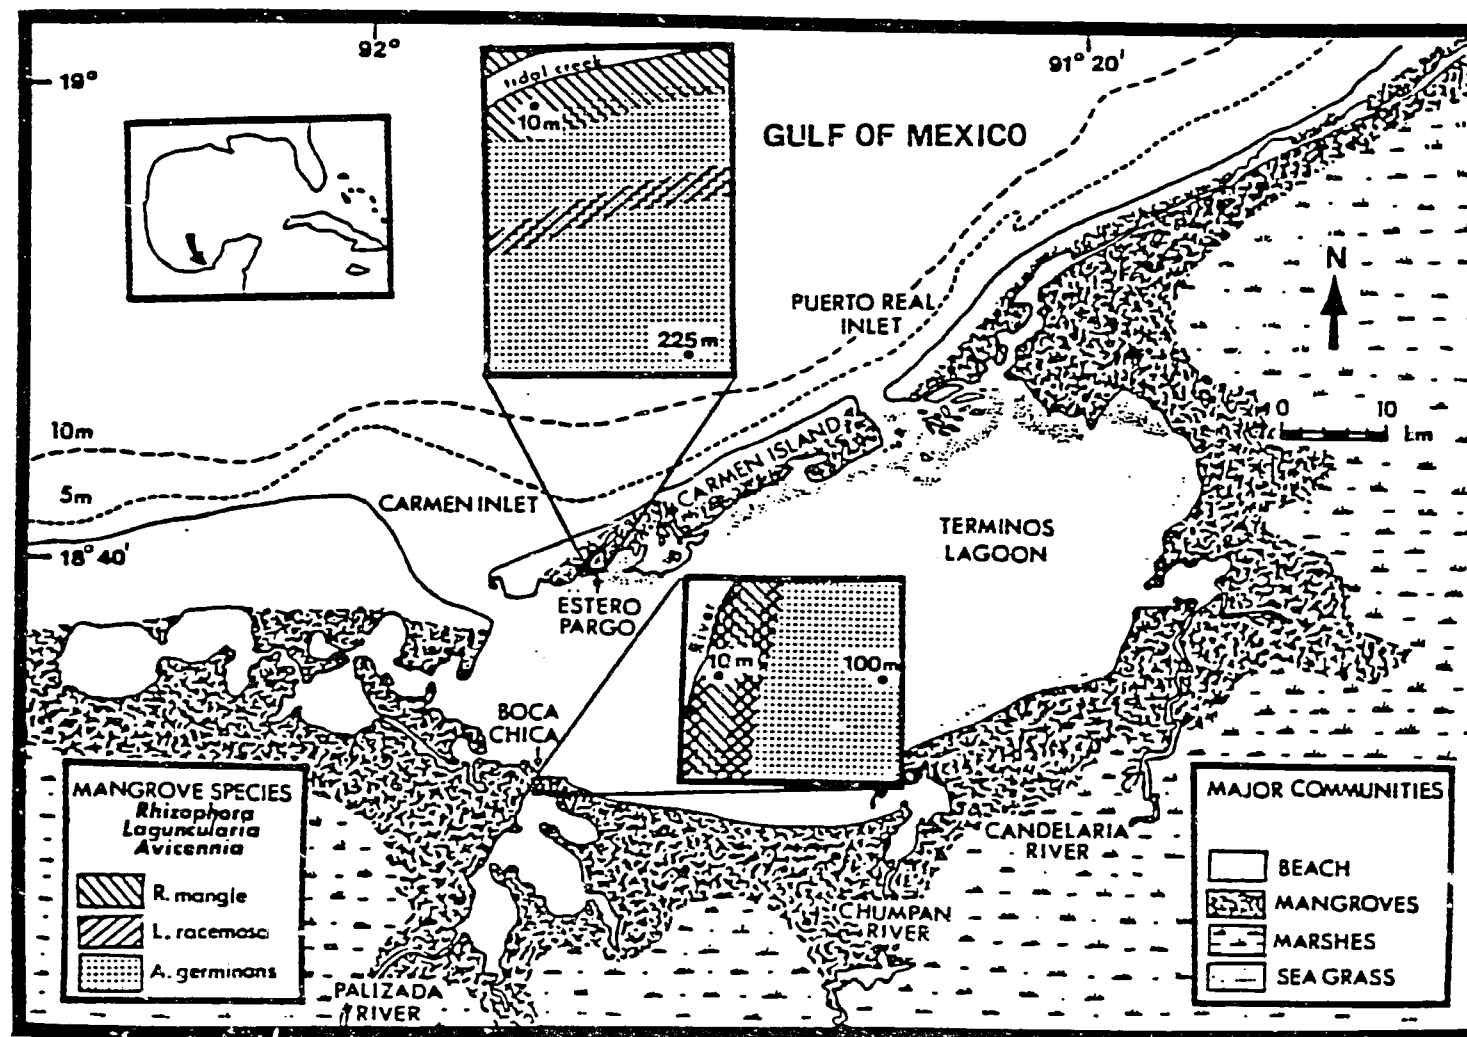 92°
91° 20'
19°
tidal creek
10m
GULF OF MEXICO
N
PUERTO REAL
INLET
225m
0 10
km
10m
5m
CARMEN ISLAND
CARMEN INLET
TERMINOS
LAGOON
18° 40'
ESTERO
PARGO
River
10m
100m
BOCA
CHICA
MANGROVE SPECIES
Rhizophora
Laguncularia
Avicennia
R. mangle
L. racemosa
A. germinans
PALIZADA
RIVER
CHUMPAN
RIVER
CANDELARIA
RIVER
MAJOR COMMUNITIES
BEACH
MANGROVES
MARSHES
SEA GRASS